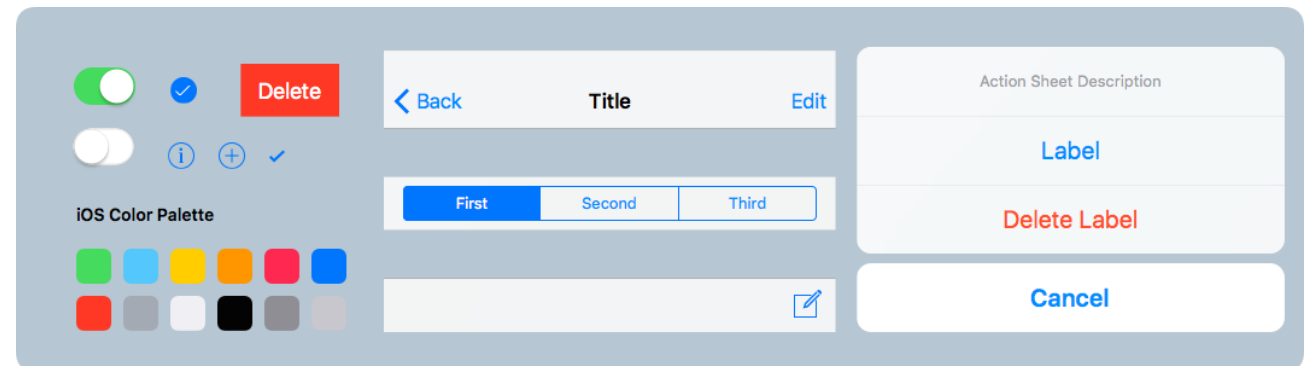 Delete
iOS Color Palette
Back Title Edit
First Second Third
Action Sheet Description
Label
Delete Label
Cancel